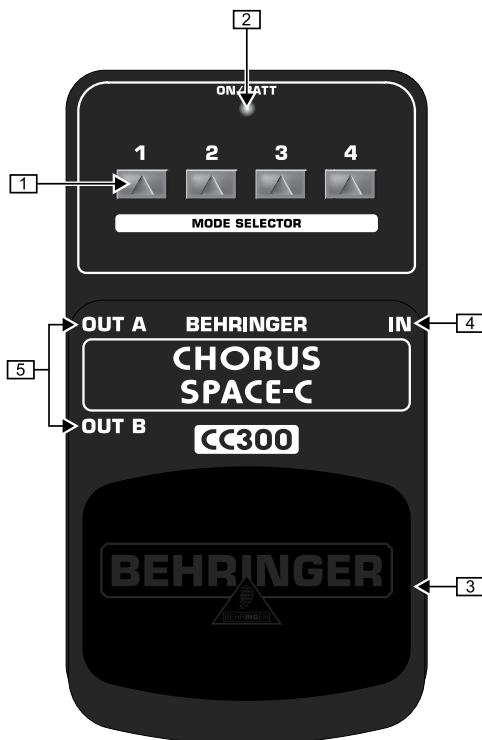 2
ON/BATT
1 2 3 4
1
MODE SELECTOR
OUT A BEHRINGER IN
4
CHORUS
SPACE-C
5
OUT B
CC300
BEHRINGER
3
BEHRINGER